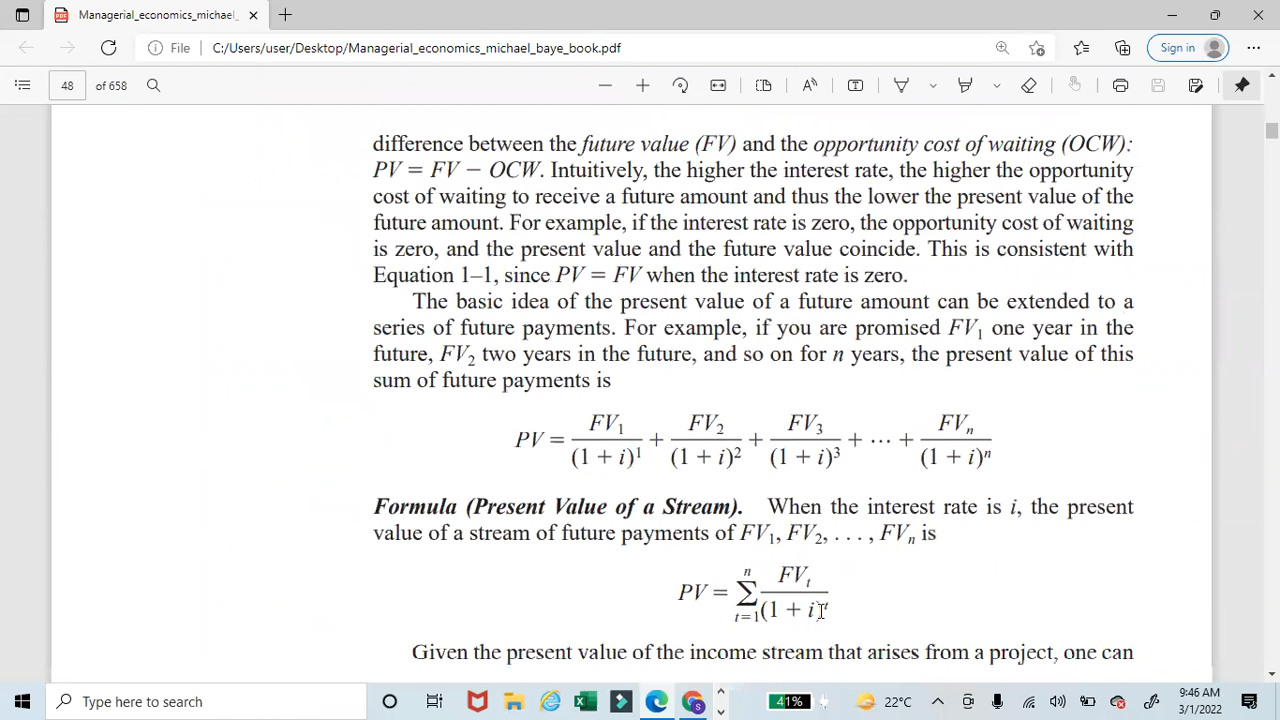 Managerial_economics_michael_
File
C:/Users/user/Desktop/Managerial_economics_michael_baye_book.pdf
Sign in
48 of 658
difference between the future value (FV) and the opportunity cost of waiting (OCW):
PV = FV − OCW. Intuitively, the higher the interest rate, the higher the opportunity
cost of waiting to receive a future amount and thus the lower the present value of the
future amount. For example, if the interest rate is zero, the opportunity cost of waiting
is zero, and the present value and the future value coincide. This is consistent with
Equation 1–1, since PV = FV when the interest rate is zero.
The basic idea of the present value of a future amount can be extended to a
series of future payments. For example, if you are promised FV₁ one year in the
future, FV₂ two years in the future, and so on for n years, the present value of this
sum of future payments is
PV = FV₁/(1 + i)¹ + FV₂/(1 + i)² + FV₃/(1 + i)³ + ⋯ + FVₙ/(1 + i)ⁿ
Formula (Present Value of a Stream). When the interest rate is i, the present
value of a stream of future payments of FV₁, FV₂, . . . , FVₙ is
PV = ∑ₜ₌₁ⁿ FVₜ/(1 + i)ᵗ
Given the present value of the income stream that arises from a project, one can
Type here to search
41%
22°C
9:46 AM
3/1/2022